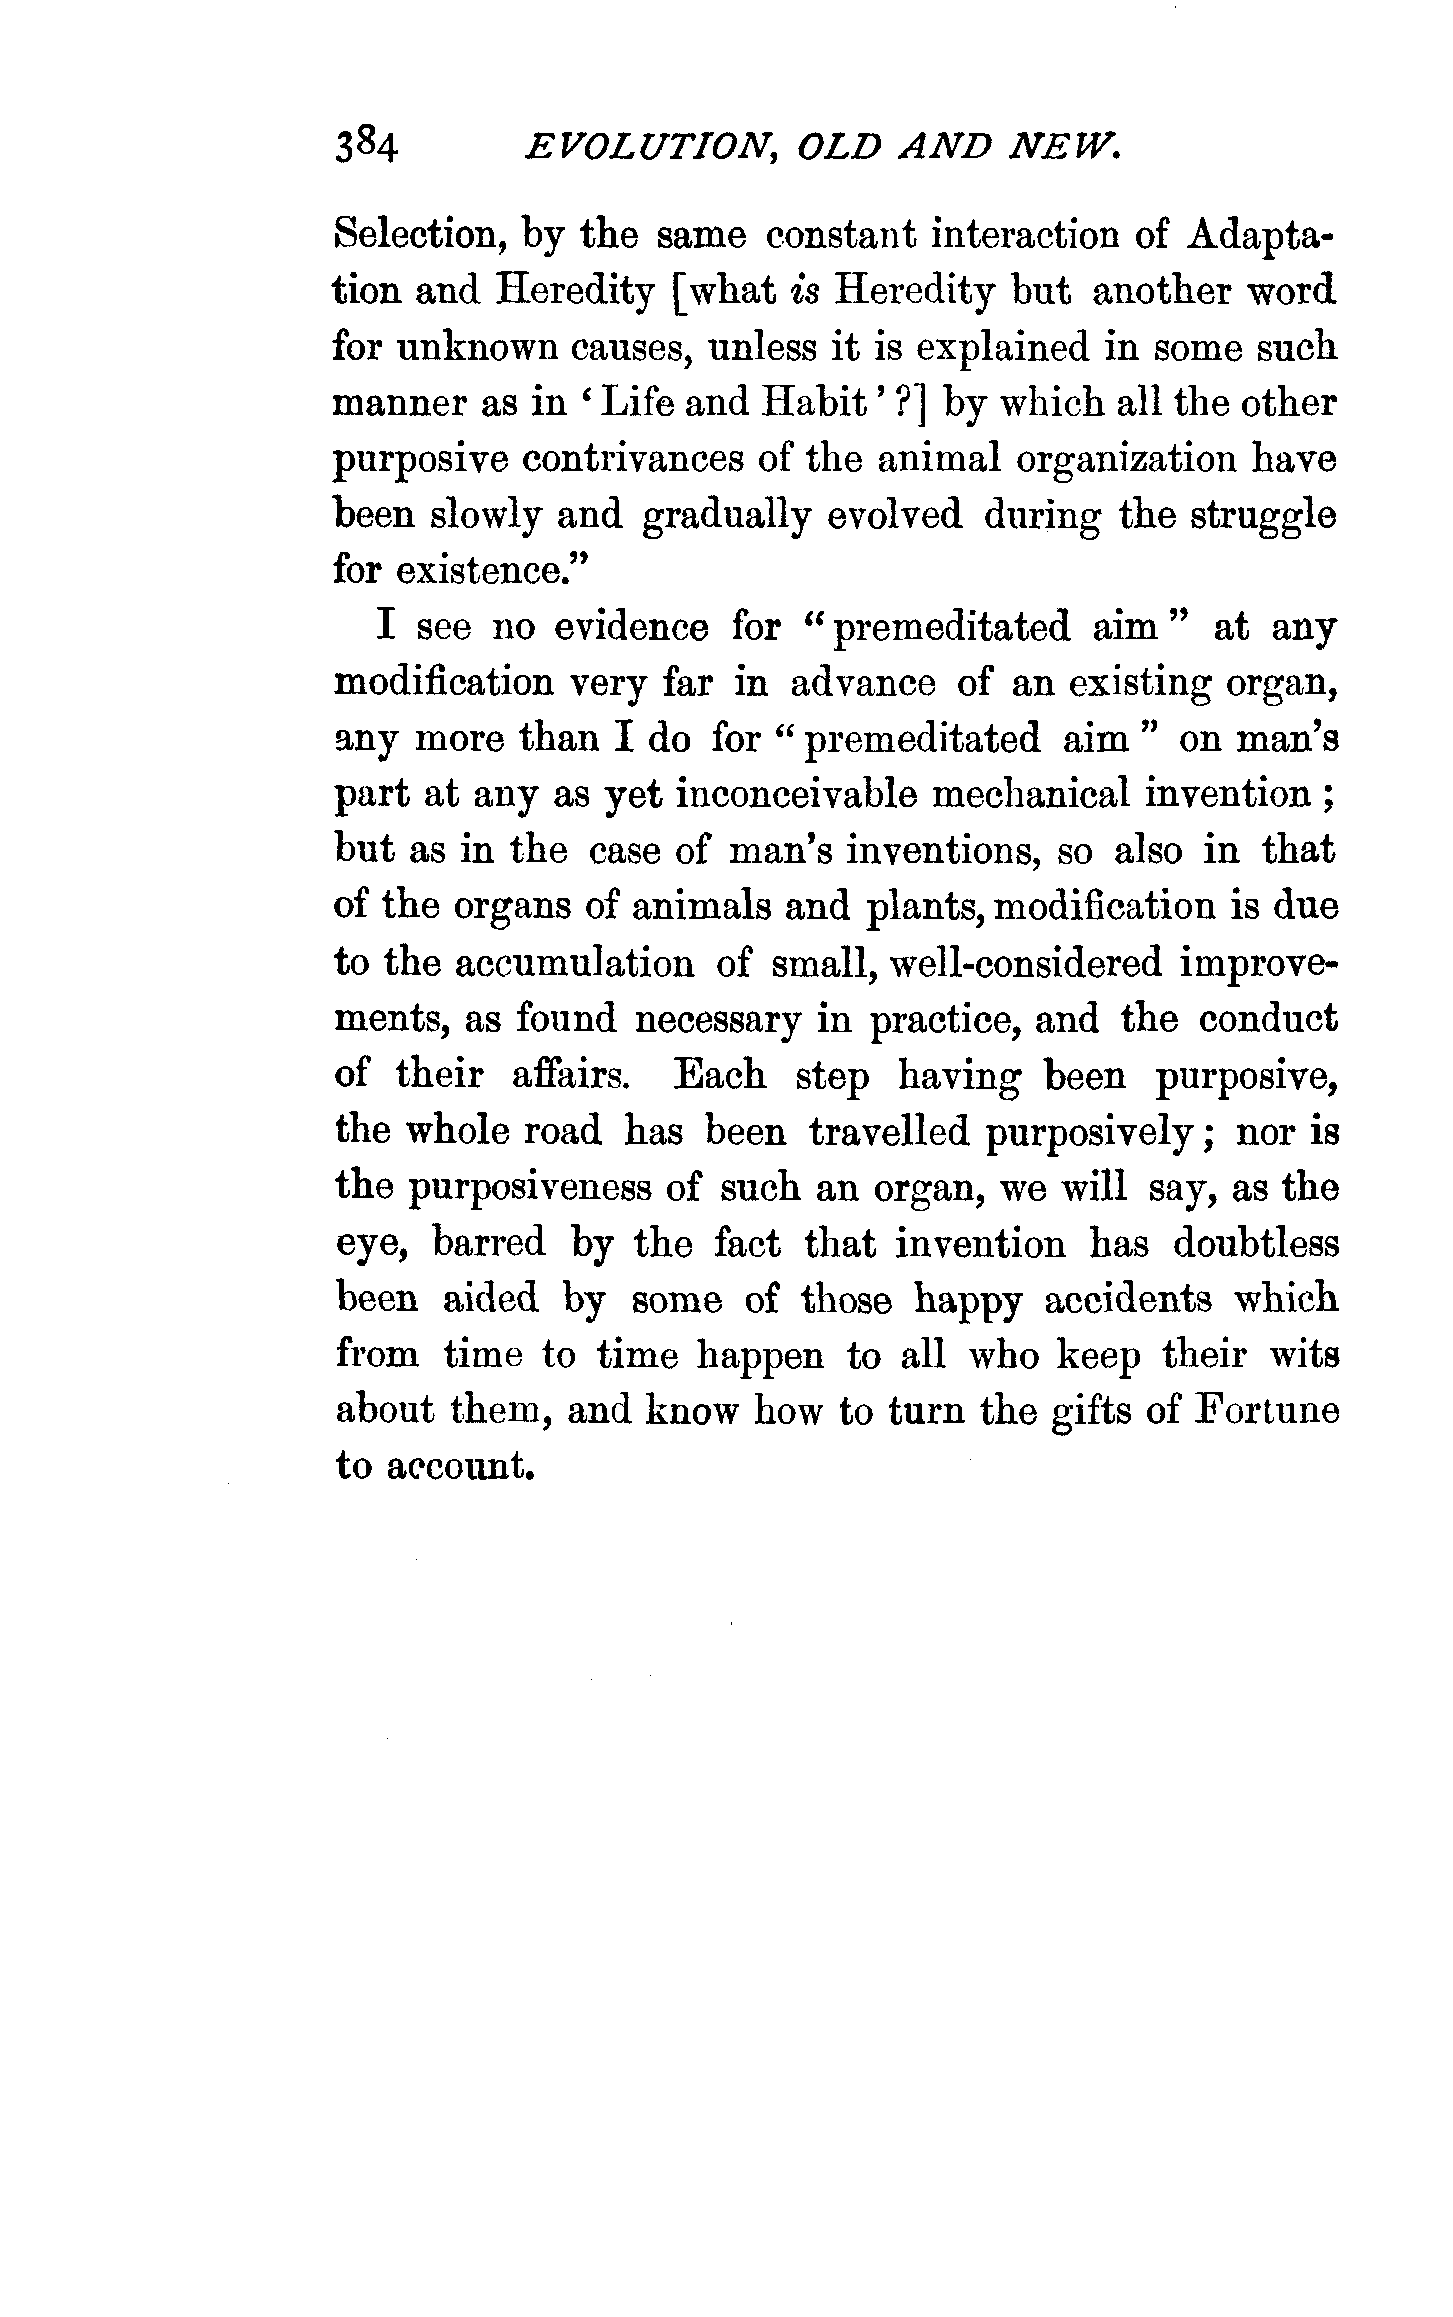 384 EVOLUTION, OLD AND NEW.
Selection, by the same constant interaction of Adapta-
tion and Heredity [what is Heredity but another word
for unknown causes, unless it is explained in some such
manner as in ‘Life and Habit’?] by which all the other
purposive contrivances of the animal organization have
been slowly and gradually evolved during the struggle
for existence.”
I see no evidence for “premeditated aim” at any
modification very far in advance of an existing organ,
any more than I do for “premeditated aim” on man’s
part at any as yet inconceivable mechanical invention;
but as in the case of man’s inventions, so also in that
of the organs of animals and plants, modification is due
to the accumulation of small, well-considered improve-
ments, as found necessary in practice, and the conduct
of their affairs. Each step having been purposive,
the whole road has been travelled purposively; nor is
the purposiveness of such an organ, we will say, as the
eye, barred by the fact that invention has doubtless
been aided by some of those happy accidents which
from time to time happen to all who keep their wits
about them, and know how to turn the gifts of Fortune
to account.